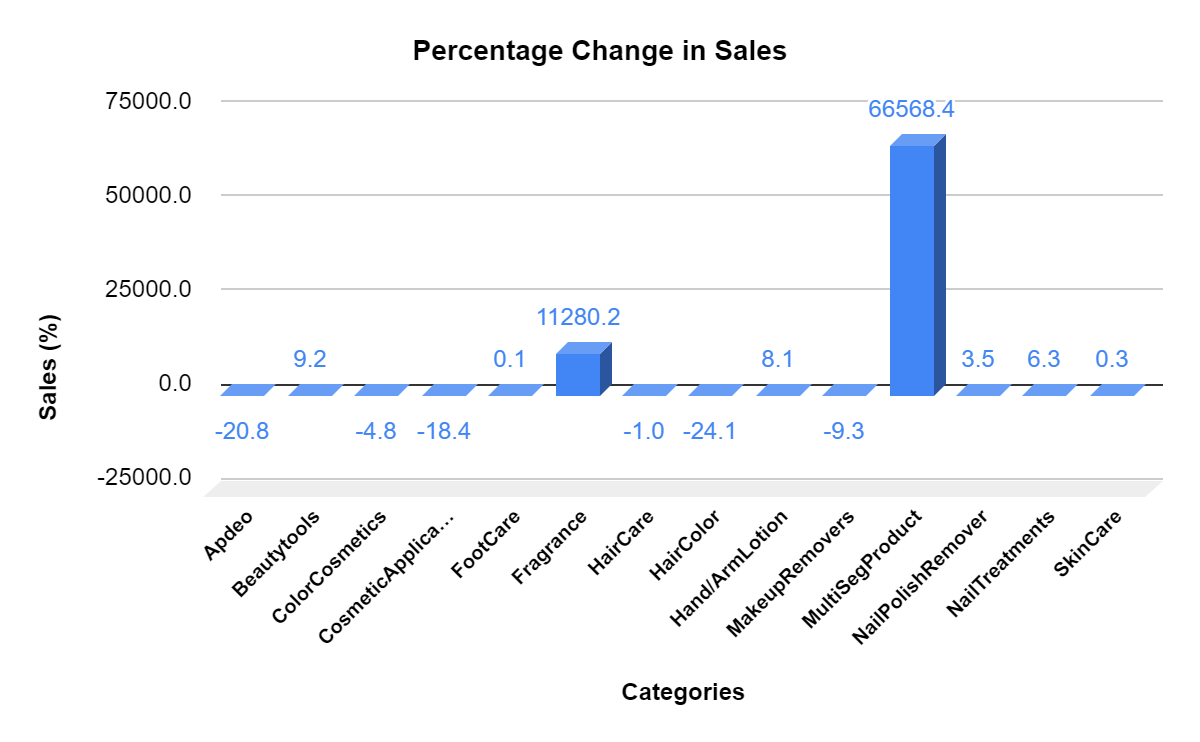 Percentage Change in Sales
75000.0
50000.0
25000.0
0.0
-25000.0
Sales (%)
-20.8
9.2
-4.8
-18.4
0.1
11280.2
-1.0
-24.1
8.1
-9.3
66568.4
3.5
6.3
0.3
Apdeo
Beautytools
ColorCosmetics
CosmeticApplica...
FootCare
Fragrance
HairCare
HairColor
Hand/ArmLotion
MakeupRemovers
MultiSegProduct
NailPolishRemover
NailTreatments
SkinCare
Categories